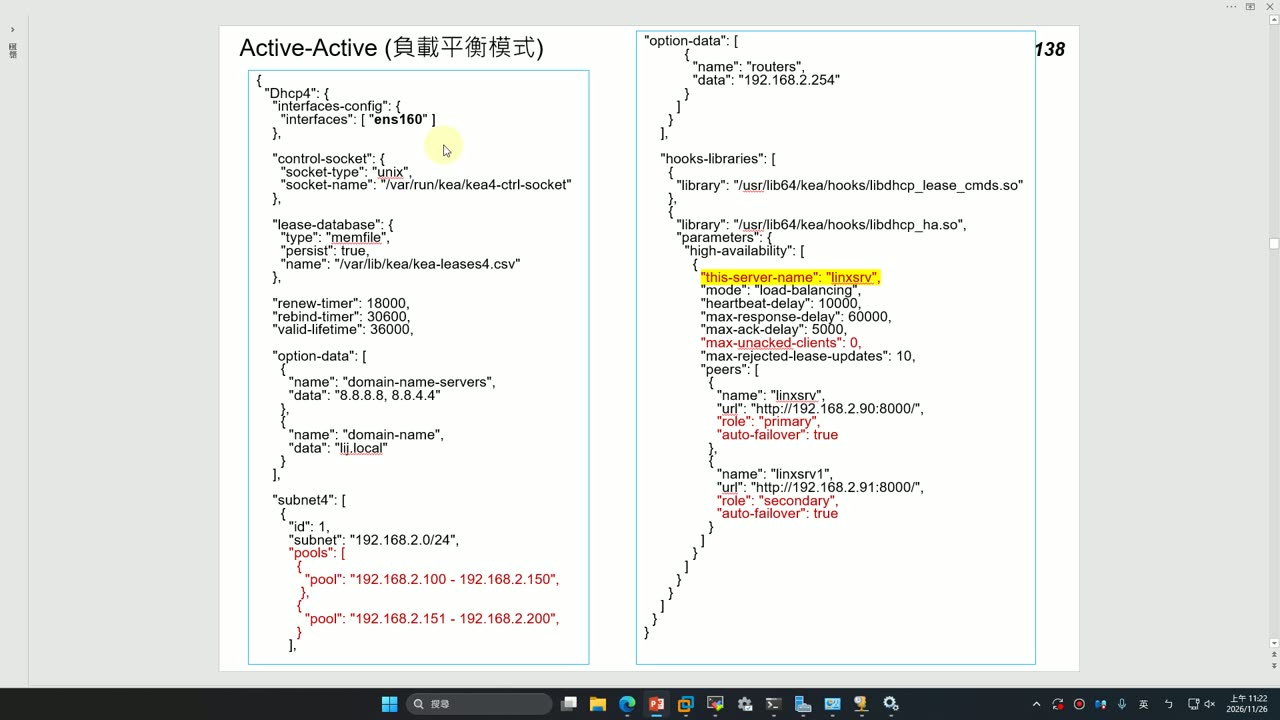 Active-Active (負載平衡模式)
138
{
"Dhcp4": {
"interfaces-config": {
"interfaces": [ "ens160" ]
},
"control-socket": {
"socket-type": "unix",
"socket-name": "/var/run/kea/kea4-ctrl-socket"
},
"lease-database": {
"type": "memfile",
"persist": true,
"name": "/var/lib/kea/kea-leases4.csv"
},
"renew-timer": 18000,
"rebind-timer": 30600,
"valid-lifetime": 36000,
"option-data": [
{
"name": "domain-name-servers",
"data": "8.8.8.8, 8.8.4.4"
},
{
"name": "domain-name",
"data": "lij.local"
}
],
"subnet4": [
{
"id": 1,
"subnet": "192.168.2.0/24",
"pools": [
{
"pool": "192.168.2.100 - 192.168.2.150",
},
{
"pool": "192.168.2.151 - 192.168.2.200",
}
],
"option-data": [
{
"name": "routers",
"data": "192.168.2.254"
}
]
}
],
"hooks-libraries": [
{
"library": "/usr/lib64/kea/hooks/libdhcp_lease_cmds.so"
},
{
"library": "/usr/lib64/kea/hooks/libdhcp_ha.so",
"parameters": {
"high-availability": [
{
"this-server-name": "linxsrv",
"mode": "load-balancing",
"heartbeat-delay": 10000,
"max-response-delay": 60000,
"max-ack-delay": 5000,
"max-unacked-clients": 0,
"max-rejected-lease-updates": 10,
"peers": [
{
"name": "linxsrv",
"url": "http://192.168.2.90:8000/",
"role": "primary",
"auto-failover": true
},
{
"name": "linxsrv1",
"url": "http://192.168.2.91:8000/",
"role": "secondary",
"auto-failover": true
}
]
}
]
}
}
]
}
}
搜尋
英
上午 11:22
2026/11/26